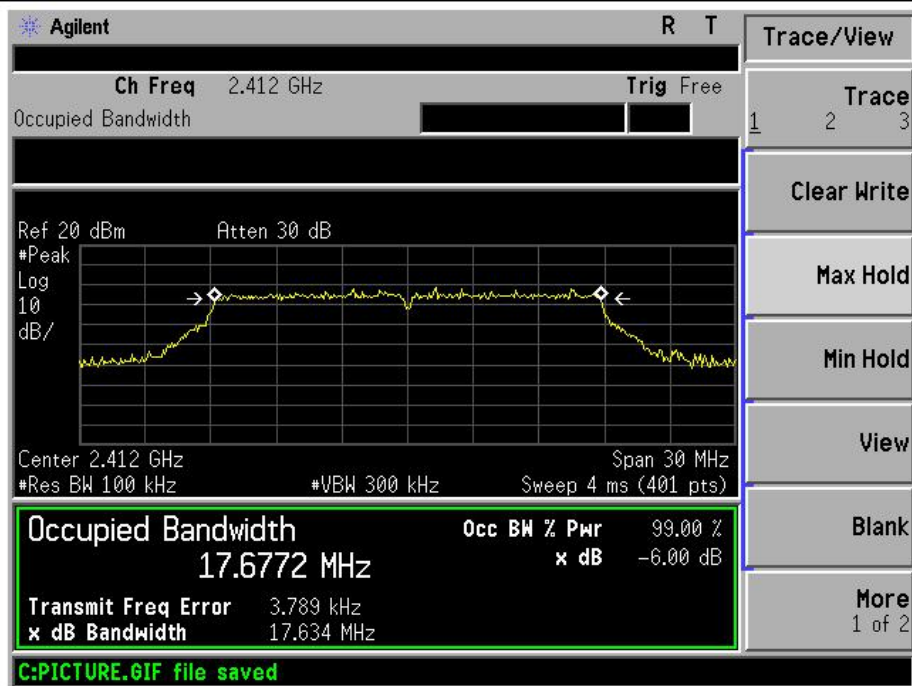 Agilent R T
Trace/View
Ch Freq 2.412 GHz Trig Free
Occupied Bandwidth
Trace
1 2 3
Clear Write
Ref 20 dBm Atten 30 dB
#Peak
Log
10
dB/
Max Hold
Min Hold
View
Center 2.412 GHz Span 30 MHz
#Res BW 100 kHz #VBW 300 kHz Sweep 4 ms (401 pts)
Occupied Bandwidth Occ BW % Pwr 99.00 %
17.6772 MHz x dB -6.00 dB
Blank
Transmit Freq Error 3.789 kHz
x dB Bandwidth 17.634 MHz
More
1 of 2
C:PICTURE.GIF file saved